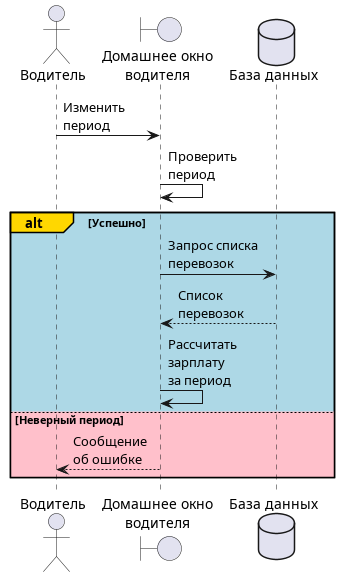 Водитель
Домашнее окно
водителя
База данных
Изменить
период
Проверить
период
alt
[Успешно]
Запрос списка
перевозок
Список
перевозок
Рассчитать
зарплату
за период
[Неверный период]
Сообщение
об ошибке
Водитель
Домашнее окно
водителя
База данных